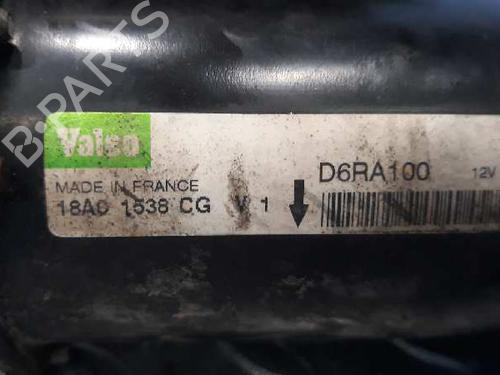 B-PARTS
Valeo
MADE IN FRANCE
18AC 1538 CG V 1
D6RA100
12V